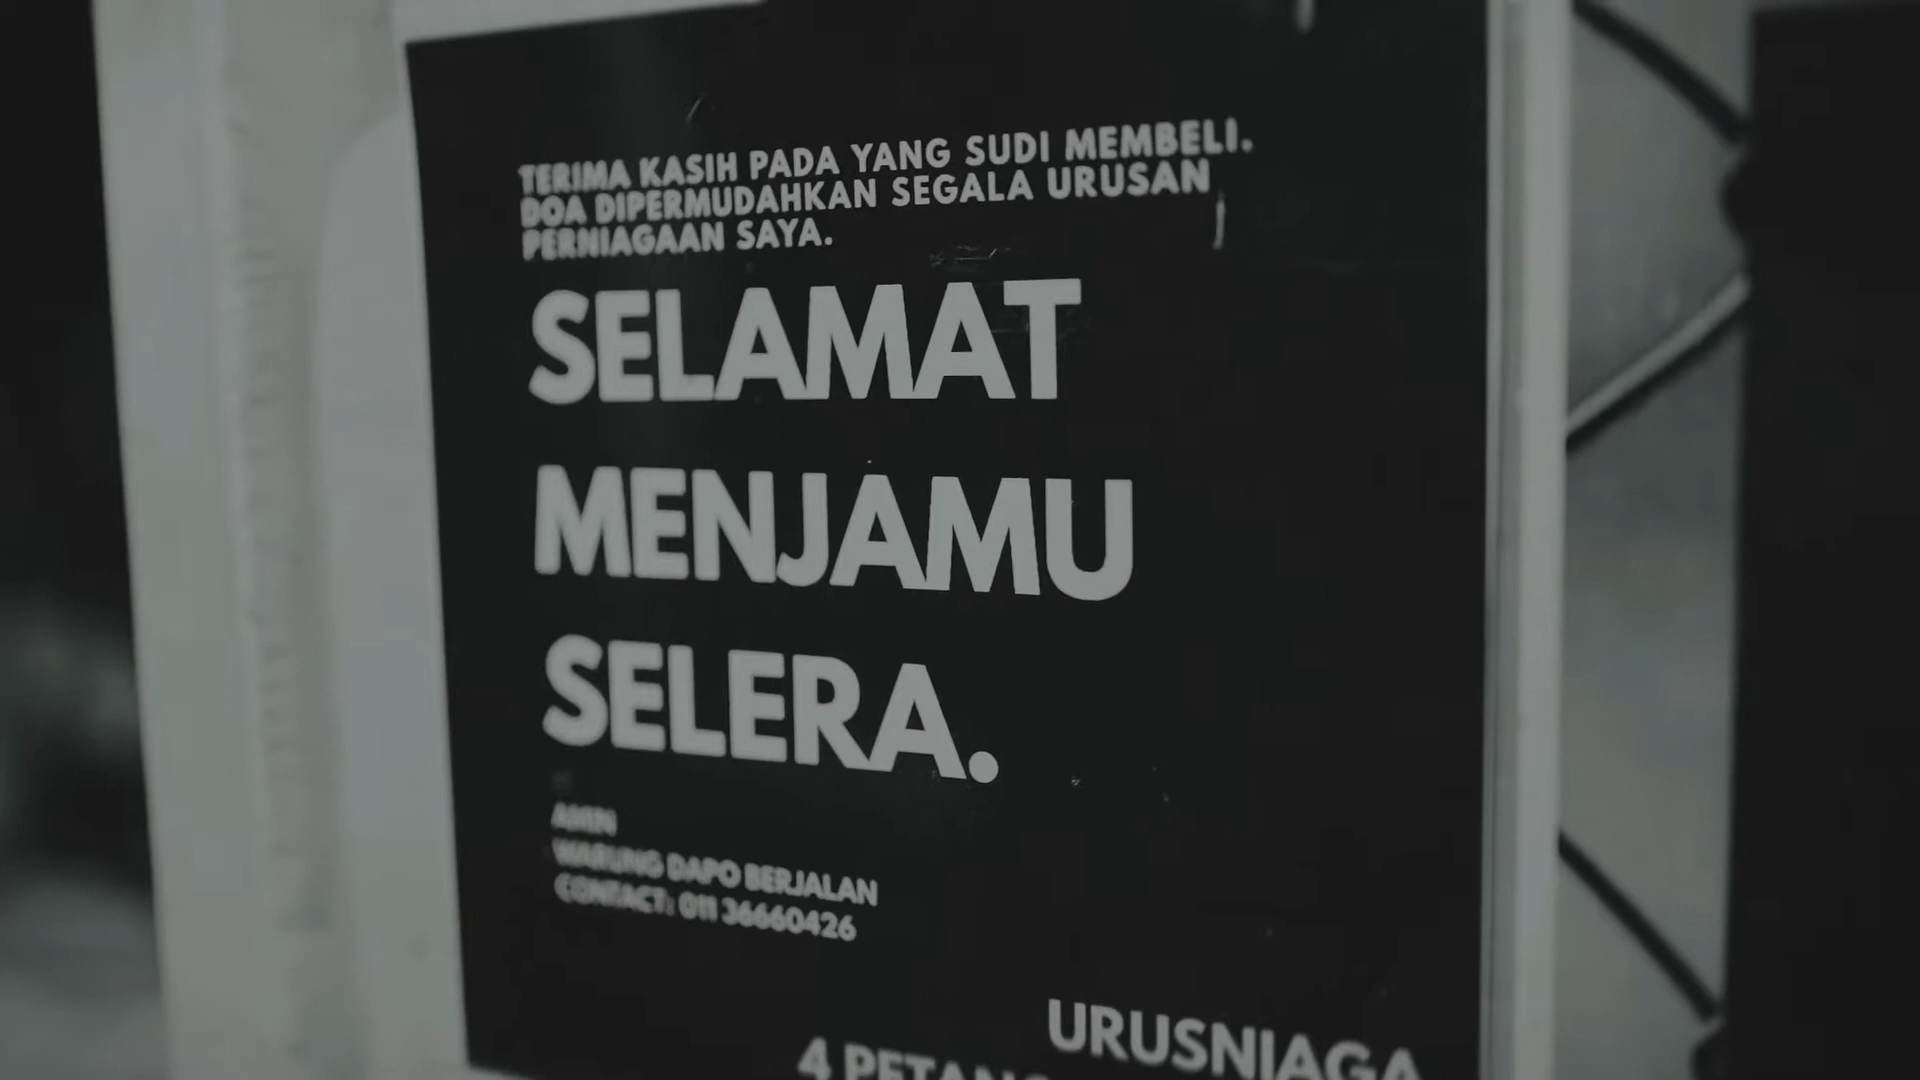 TERIMA KASIH PADA YANG SUDI MEMBELI.
DOA DIPERMUDAHKAN SEGALA URUSAN
PERNIAGAAN SAYA.
SELAMAT
MENJAMU
SELERA.
AMIN
WARUNG DAPO BERJALAN
CONTACT: 011 36660426
URUSNIAGA
4 PETANG